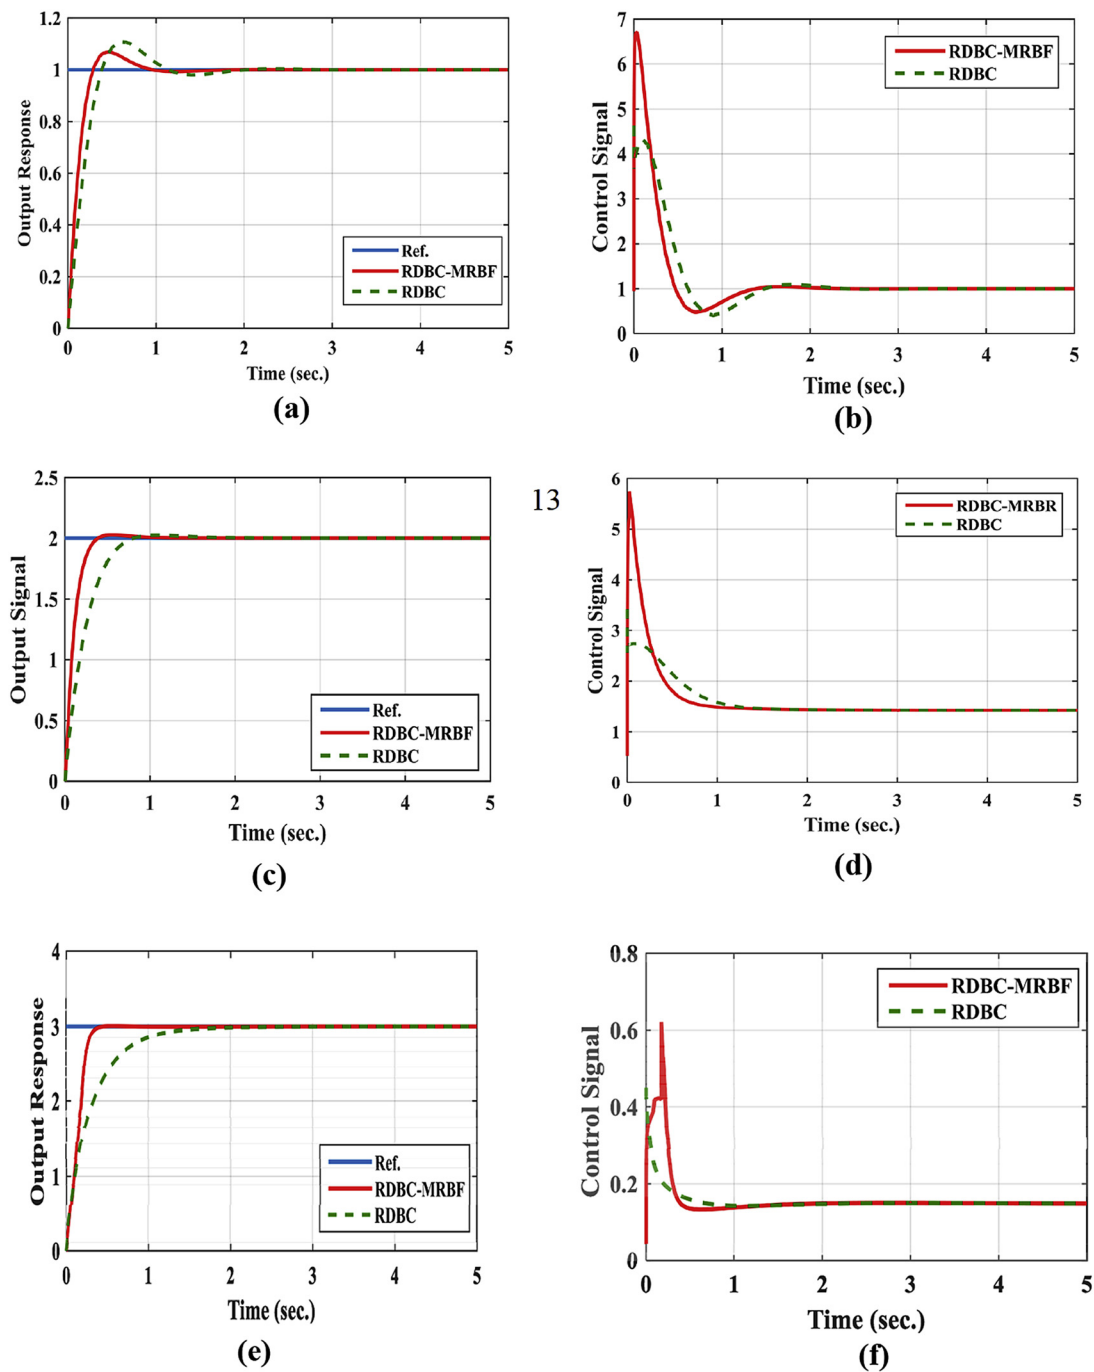 1.2
1
0.8
0.6
0.4
0.2
0
0 1 2 3 4 5
Output Response
Time (sec.)
Ref.
RDBC-MRBF
RDBC
(a)
7
6
5
4
3
2
1
0
0 1 2 3 4 5
Control Signal
Time (sec.)
RDBC-MRBF
RDBC
(b)
13
2.5
2
1.5
1
0.5
0
0 1 2 3 4 5
Output Signal
Time (sec.)
Ref.
RDBC-MRBF
RDBC
(c)
6
5
4
3
2
1
0
0 1 2 3 4 5
Control Signal
Time (sec.)
RDBC-MRBR
RDBC
(d)
4
3
2
1
0
0 1 2 3 4 5
Output Response
Time (sec.)
Ref.
RDBC-MRBF
RDBC
(e)
0.8
0.6
0.4
0.2
0
0 1 2 3 4 5
Control Signal
Time (sec.)
RDBC-MRBF
RDBC
(f)